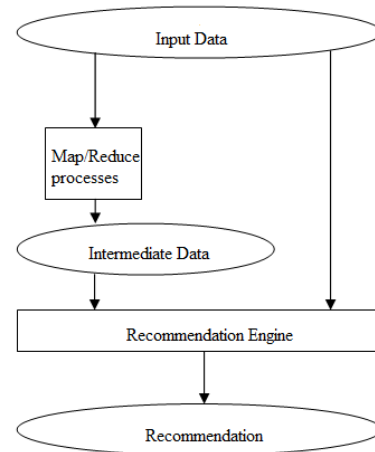 Input Data
Map/Reduce
processes
Intermediate Data
Recommendation Engine
Recommendation